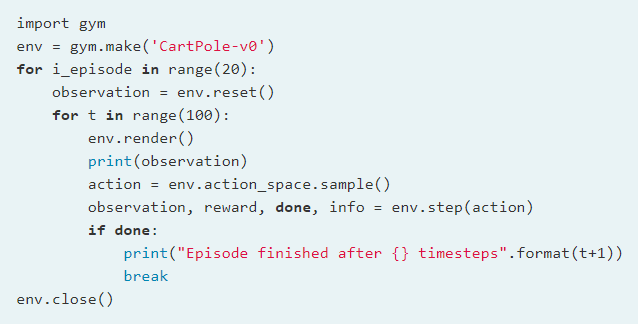 import gym
env = gym.make('CartPole-v0')
for i_episode in range(20):
    observation = env.reset()
    for t in range(100):
        env.render()
        print(observation)
        action = env.action_space.sample()
        observation, reward, done, info = env.step(action)
        if done:
            print("Episode finished after {} timesteps".format(t+1))
            break
env.close()